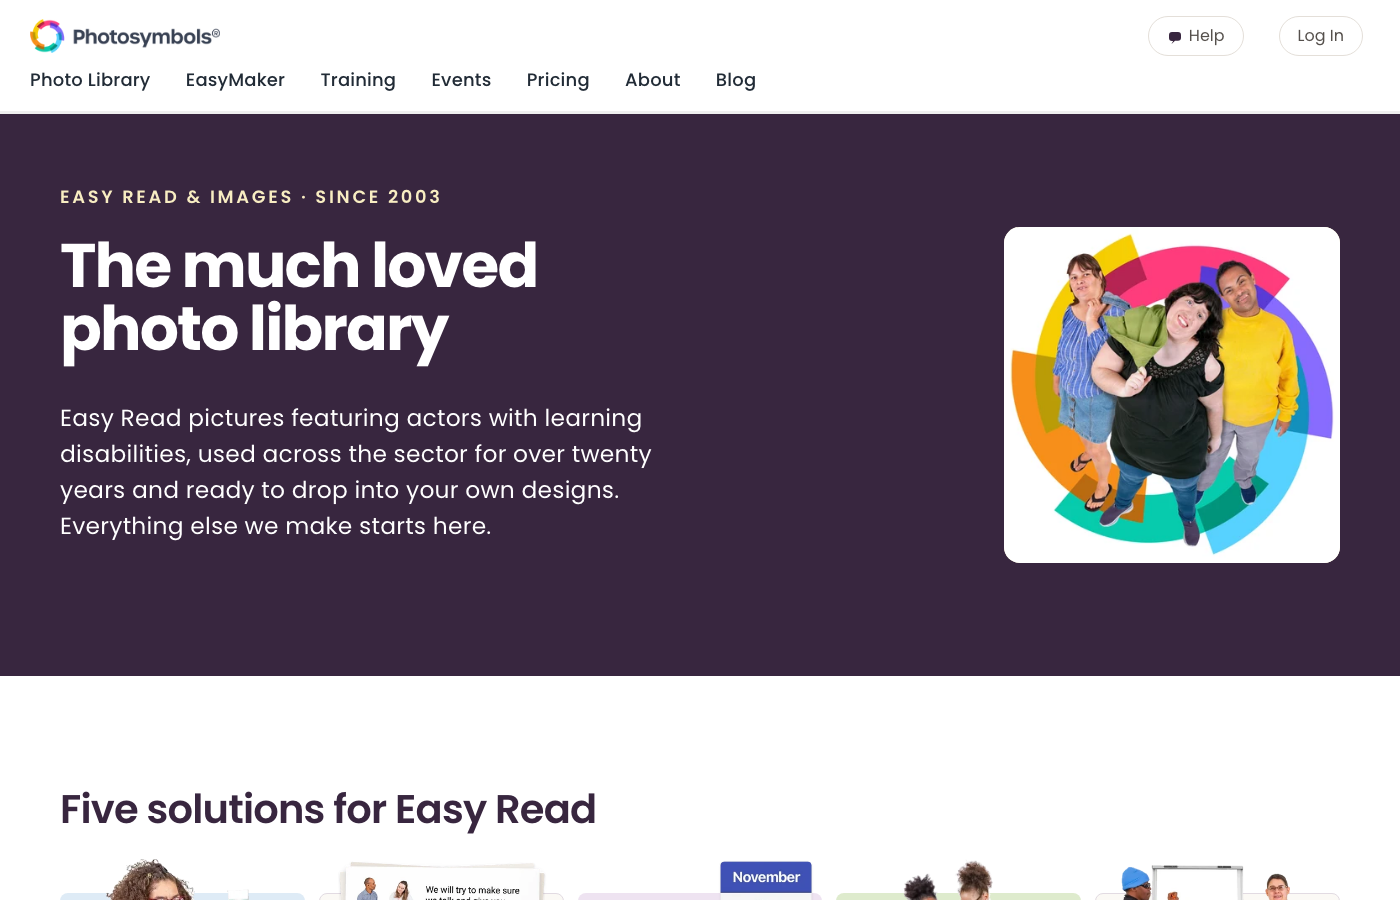 Photosymbols®
Help
Log In
Photo Library
EasyMaker
Training
Events
Pricing
About
Blog
EASY READ & IMAGES · SINCE 2003
The much loved
photo library
Easy Read pictures featuring actors with learning
disabilities, used across the sector for over twenty
years and ready to drop into your own designs.
Everything else we make starts here.
Five solutions for Easy Read
We will try to make sure
November